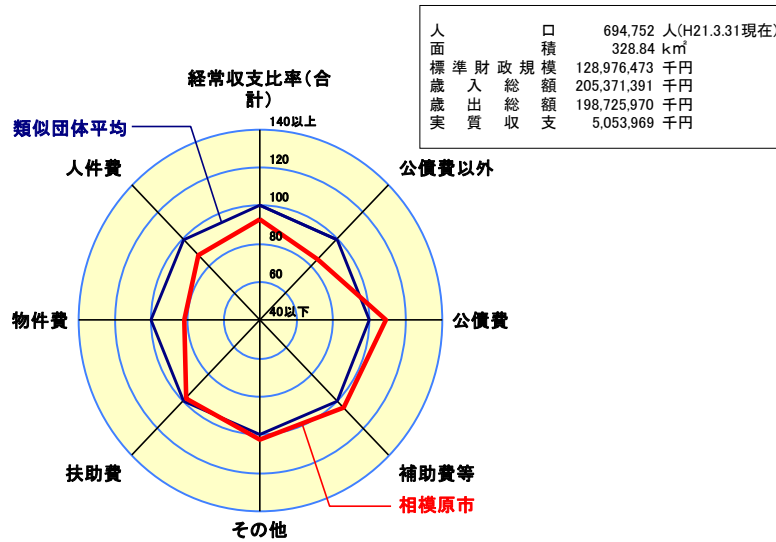 人口 694,752 人(H21.3.31現在)
面積 328.84 k㎡
標準財政規模 128,976,473 千円
歳入総額 205,371,391 千円
歳出総額 198,725,970 千円
実質収支 5,053,969 千円
経常収支比率(合
計)
140以上
類似団体平均
120
人件費
公債費以外
100
80
60
40以下
物件費
公債費
扶助費
補助費等
相模原市
その他